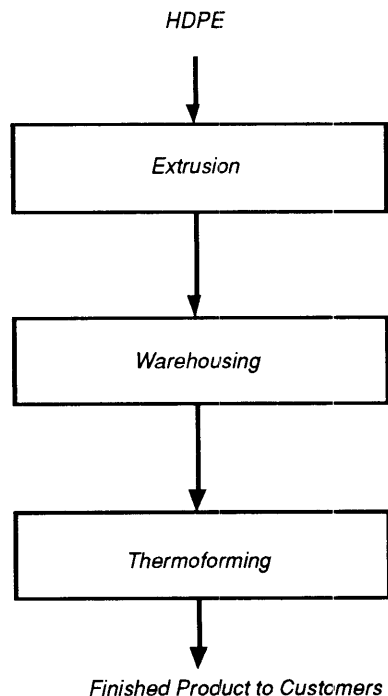 HDPE
Extrusion
Warehousing
Thermoforming
Finished Product to Customers